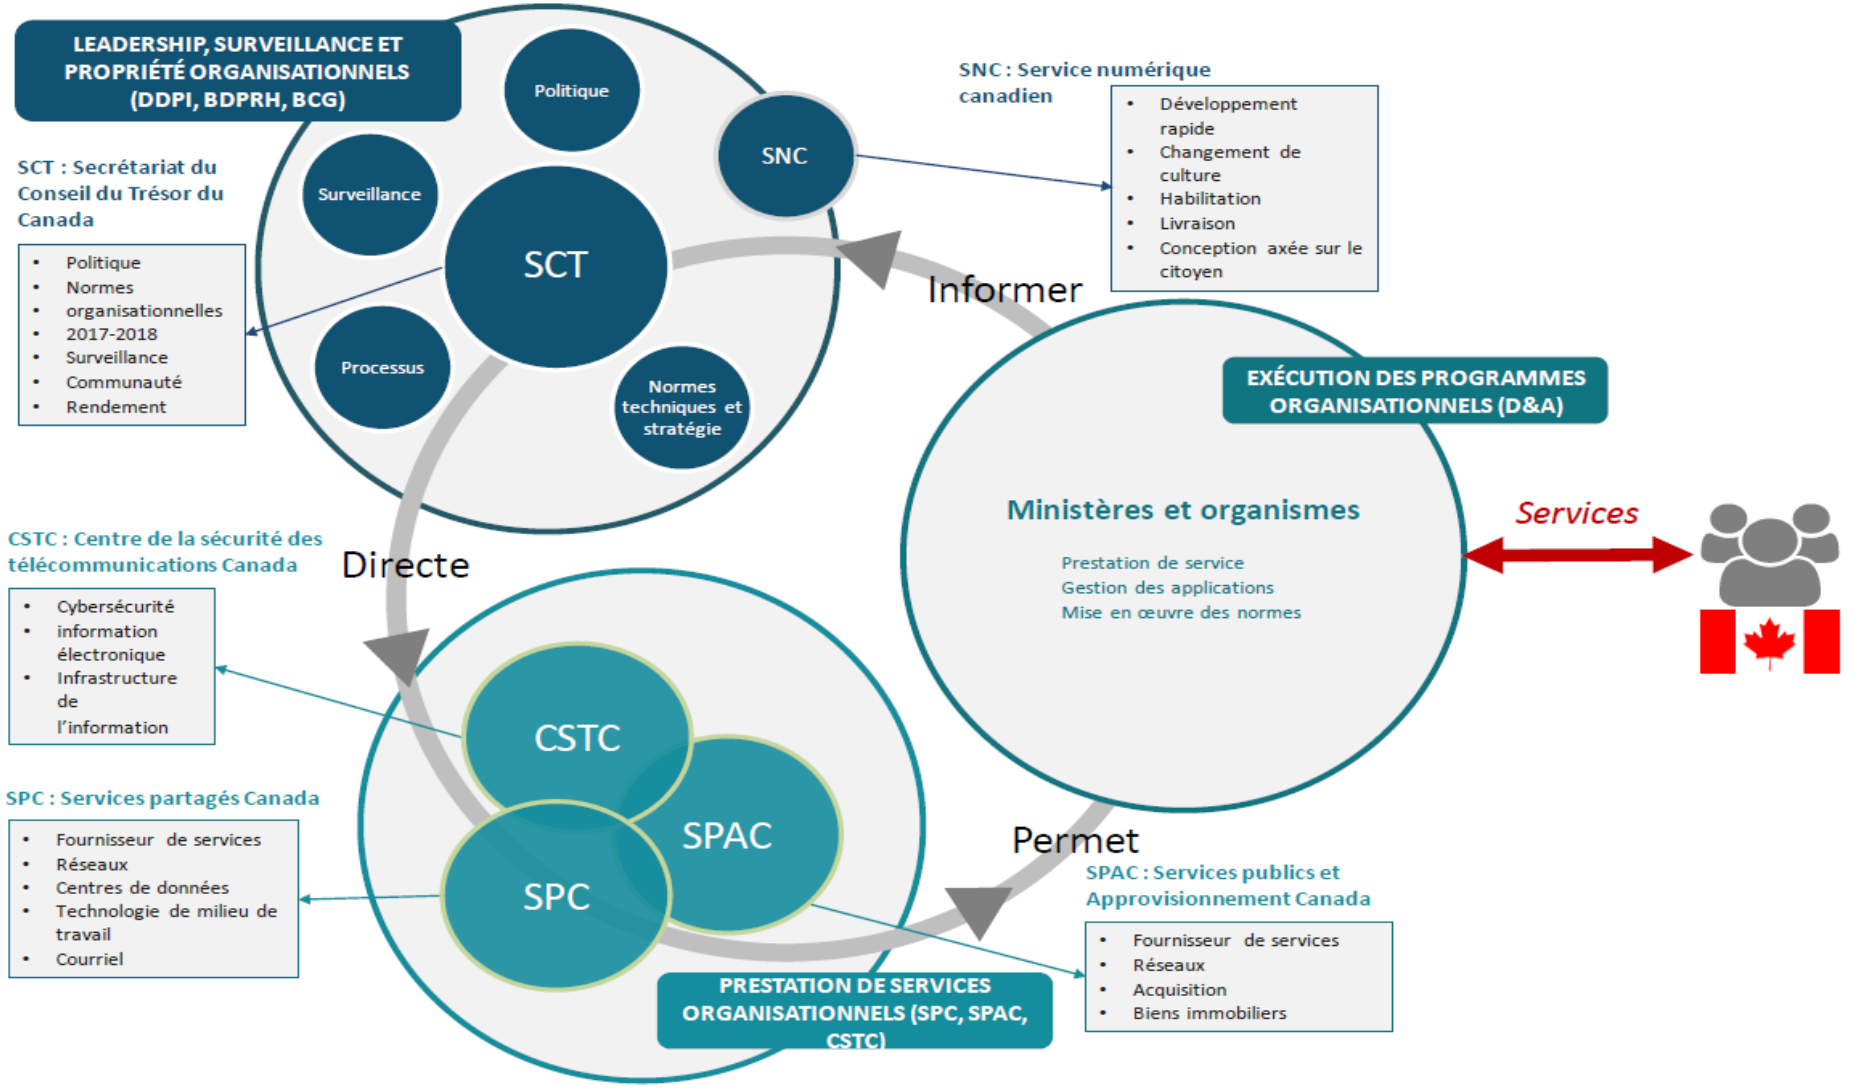 LEADERSHIP, SURVEILLANCE ET
PROPRIÉTÉ ORGANISATIONNELS
(DDPI, BDPRH, BCG)
SCT : Secrétariat du
Conseil du Trésor du
Canada
• Politique
• Normes
• organisationnelles
• 2017-2018
• Surveillance
• Communauté
• Rendement
Politique
Surveillance
SCT
SNC
Processus
Normes
techniques et
stratégie
SNC : Service numérique
canadien
• Développement
rapide
• Changement de
culture
• Habilitation
• Livraison
• Conception axée sur le
citoyen
Informer
EXÉCUTION DES PROGRAMMES
ORGANISATIONNELS (D&A)
Ministères et organismes
Prestation de service
Gestion des applications
Mise en œuvre des normes
Services
Directe
CSTC : Centre de la sécurité des
télécommunications Canada
• Cybersécurité
• information
électronique
• Infrastructure
de
l’information
SPC : Services partagés Canada
• Fournisseur de services
• Réseaux
• Centres de données
• Technologie de milieu de
travail
• Courriel
CSTC
SPAC
SPC
PRESTATION DE SERVICES
ORGANISATIONNELS (SPC, SPAC,
CSTC)
Permet
SPAC : Services publics et
Approvisionnement Canada
• Fournisseur de services
• Réseaux
• Acquisition
• Biens immobiliers